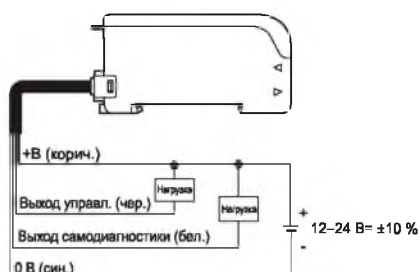 +В (корич.)
Нагрузка
Выход управл. (чер.)
Нагрузка
+
12–24 В= ±10 %
Выход самодиагностики (бел.)
-
0 В (син.)